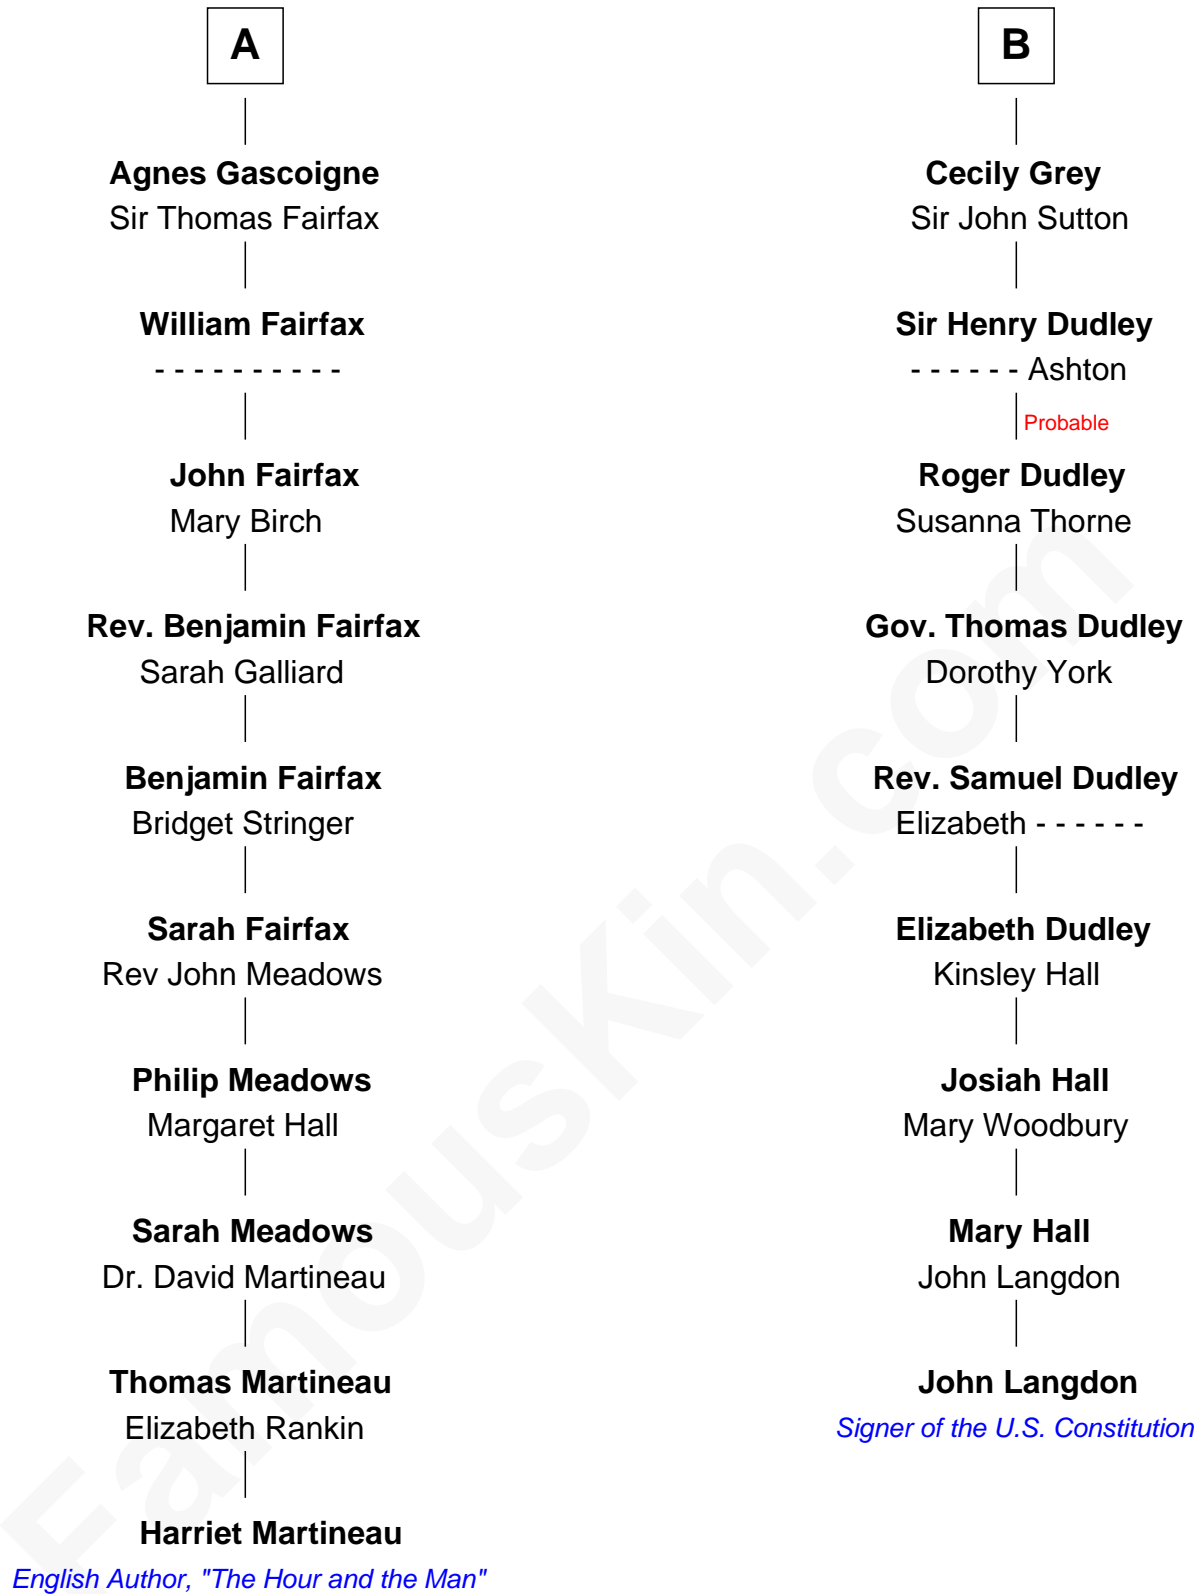 A
Agnes Gascoigne
Sir Thomas Fairfax
William Fairfax
- - - - - - - - - -
John Fairfax
Mary Birch
Rev. Benjamin Fairfax
Sarah Galliard
Benjamin Fairfax
Bridget Stringer
Sarah Fairfax
Rev John Meadows
Philip Meadows
Margaret Hall
Sarah Meadows
Dr. David Martineau
Thomas Martineau
Elizabeth Rankin
Harriet Martineau
English Author, "The Hour and the Man"
B
Cecily Grey
Sir John Sutton
Sir Henry Dudley
- - - - - - Ashton
Probable
Roger Dudley
Susanna Thorne
Gov. Thomas Dudley
Dorothy York
Rev. Samuel Dudley
Elizabeth - - - - - -
Elizabeth Dudley
Kinsley Hall
Josiah Hall
Mary Woodbury
Mary Hall
John Langdon
John Langdon
Signer of the U.S. Constitution
FamousKin.com